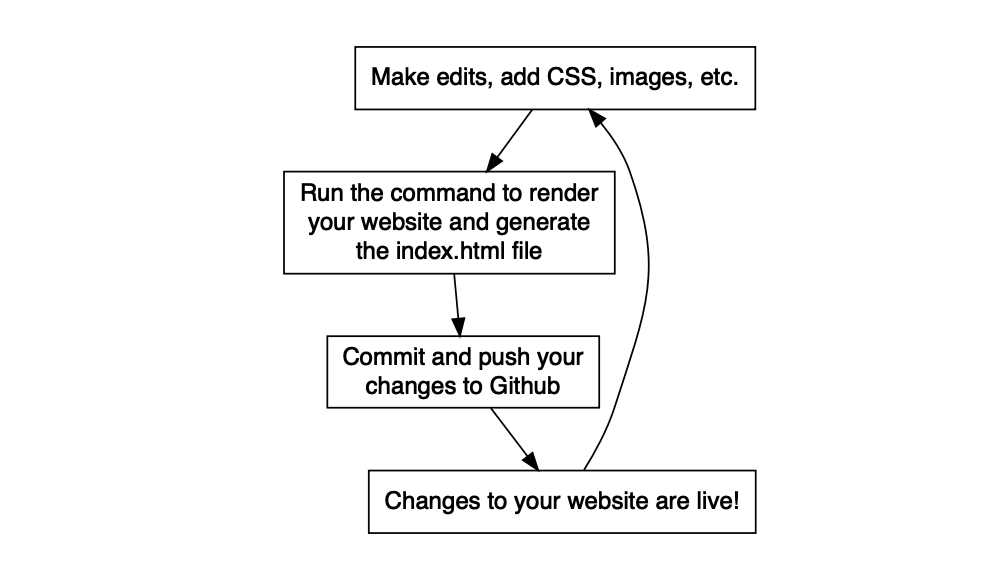 Make edits, add CSS, images, etc.
Run the command to render
your website and generate
the index.html file
Commit and push your
changes to Github
Changes to your website are live!